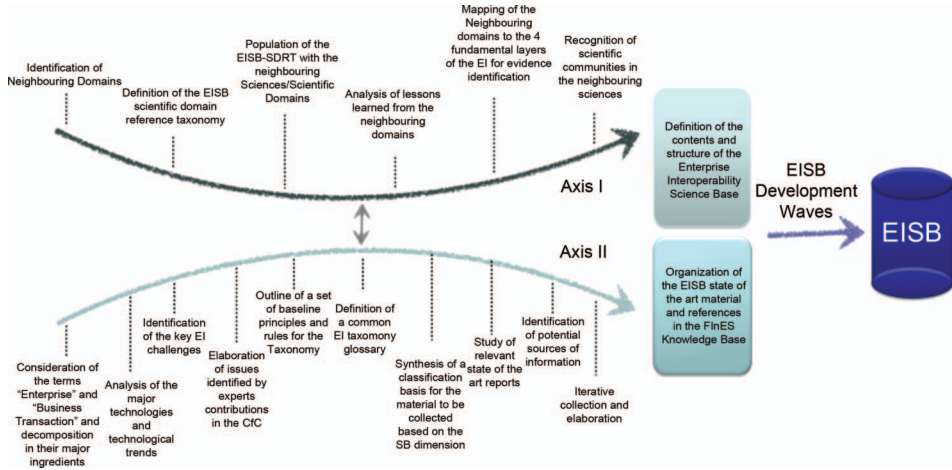 Identification of
Neighbouring Domains
Definition of the EISB
scientific domain
reference taxonomy
Population of the
EISB-SDRT with the
neighbouring
Sciences/Scientific
Domains
Analysis of lessons
learned from the
neighbouring
domains
Mapping of the
Neighbouring
domains to the 4
fundamental layers
of the EI for evidence
identification
Recognition of
scientific
communities in
the neighbouring
sciences
Axis I
Definition of the
contents and
structure of the
Enterprise
Interoperability
Science Base
EISB
Development
Waves
EISB
Axis II
Consideration of
the terms
“Enterprise” and
“Business
Transaction” and
decomposition in
their major
ingredients
Analysis of the
major
technologies and
technological
trends
Identification
of the key EI
challenges
Elaboration
of issues
identified by
experts
contributions
in the CfC
Outline of a set
of baseline
principles and
rules for the
Taxonomy
Definition of
a common
EI taxomony
glossary
Synthesis of a
classification
basis for the
material to be
collected
based on the
SB dimension
Study of
relevant
state of the
art reports
Identification
of potential
sources of
information
Iterative
collection and
elaboration
Organization of
the EISB state of
the art material
and references
in the FInES
Knowledge Base